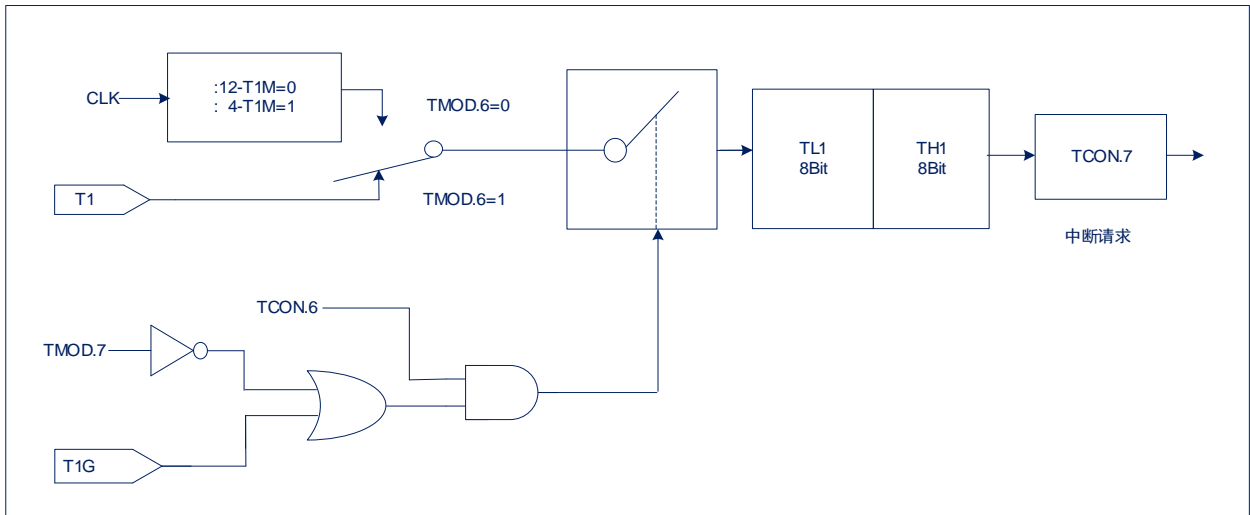 :12-T1M=0
: 4-T1M=1
CLK
TMOD.6=0
T1
TMOD.6=1
TL1
8Bit
TH1
8Bit
TCON.7
中断请求
TCON.6
TMOD.7
T1G